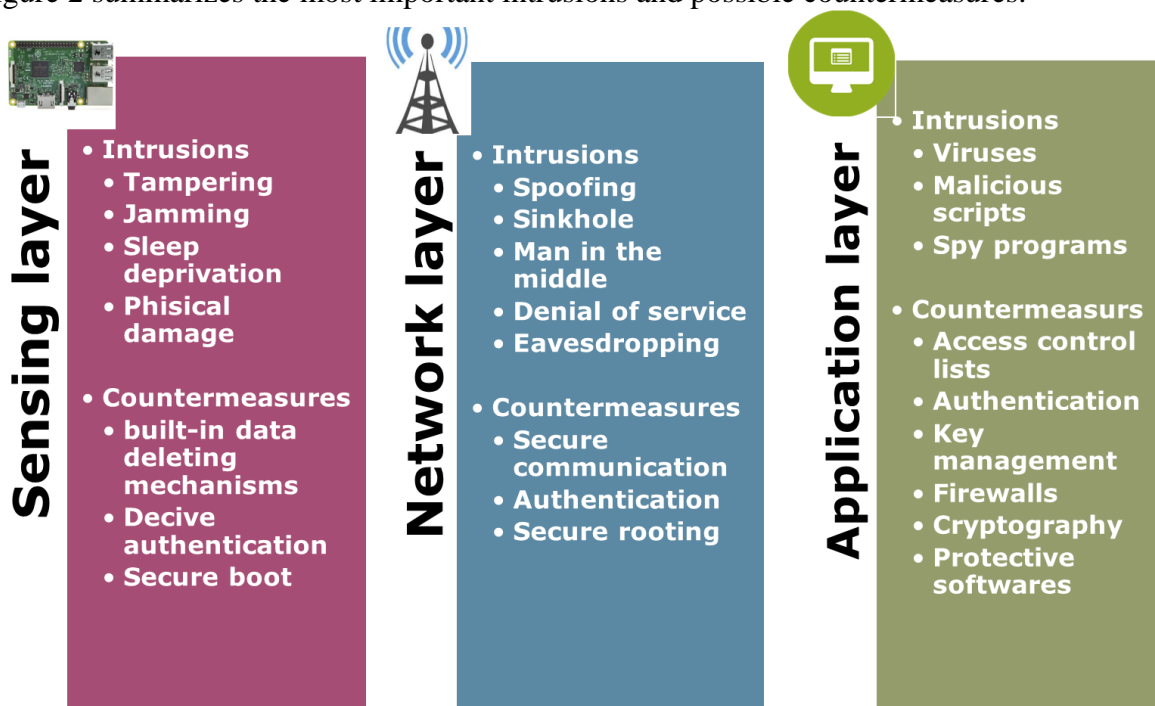 igure 2 summarizes the most important intrusions and possible countermeasures.
Sensing layer
• Intrusions
• Tampering
• Jamming
• Sleep
deprivation
• Phisical
damage
• Countermeasures
• built-in data
deleting
mechanisms
• Decive
authentication
• Secure boot
Network layer
• Intrusions
• Spoofing
• Sinkhole
• Man in the
middle
• Denial of service
• Eavesdropping
• Countermeasures
• Secure
communication
• Authentication
• Secure rooting
Application layer
• Intrusions
• Viruses
• Malicious
scripts
• Spy programs
• Countermeasurs
• Access control
lists
• Authentication
• Key
management
• Firewalls
• Cryptography
• Protective
softwares